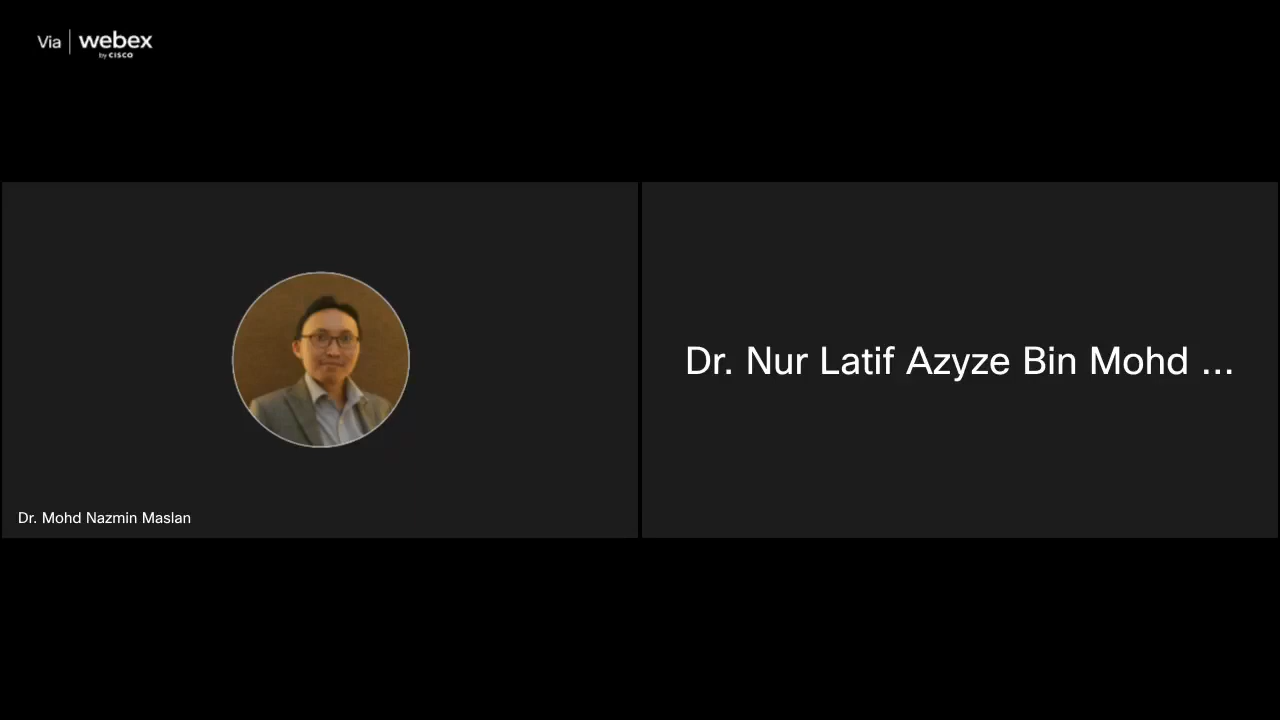 Via | webex
by CISCO
Dr. Nur Latif Azyze Bin Mohd ...
Dr. Mohd Nazmin Maslan